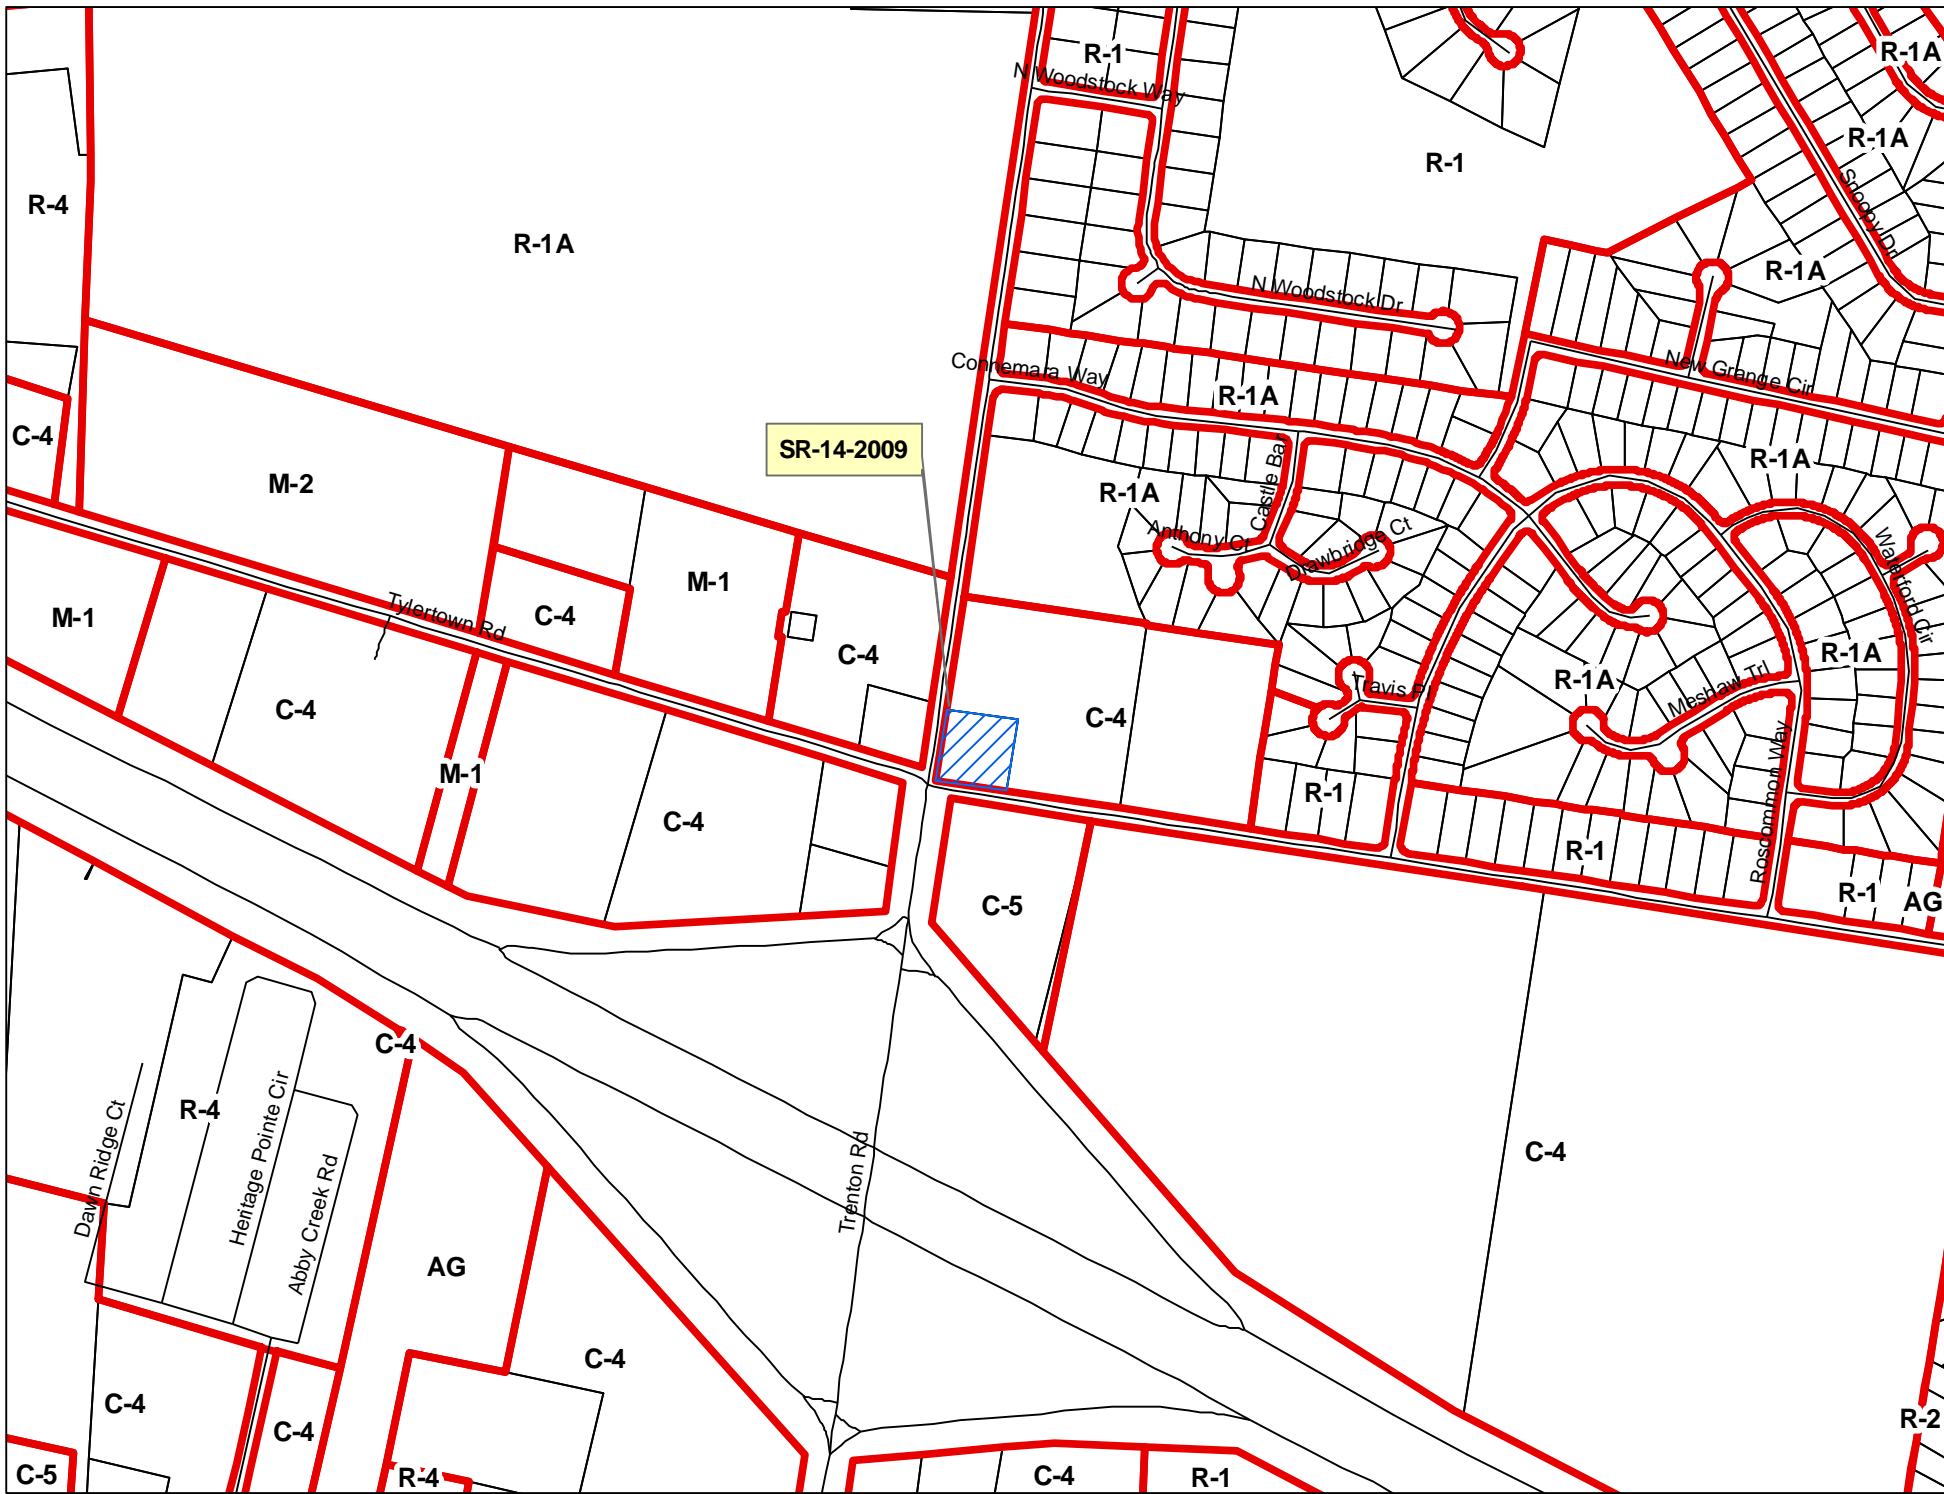 R-1
R-1A
N Woodstock Way
R-1A
R-1
R-4
Snoopy Dr
R-1A
R-1A
N Woodstock Dr
Connemara Way
New Grange Cir
R-1A
C-4
SR-14-2009
Castle Bar
R-1A
M-2
R-1A
Anthony Ct
Drawbridge Ct
Waterford Cir
M-1
Tylertown Rd
C-4
M-1
C-4
R-1A
Travis Pl
R-1A
Meshaw Trl
C-4
C-4
M-1
R-1
Roscommon Way
C-4
R-1
R-1
AG
C-5
C-4
R-4
Dawn Ridge Ct
Heritage Pointe Cir
Abby Creek Rd
Trenton Rd
C-4
AG
C-4
C-4
C-4
R-2
C-5
R-4
C-4
R-1